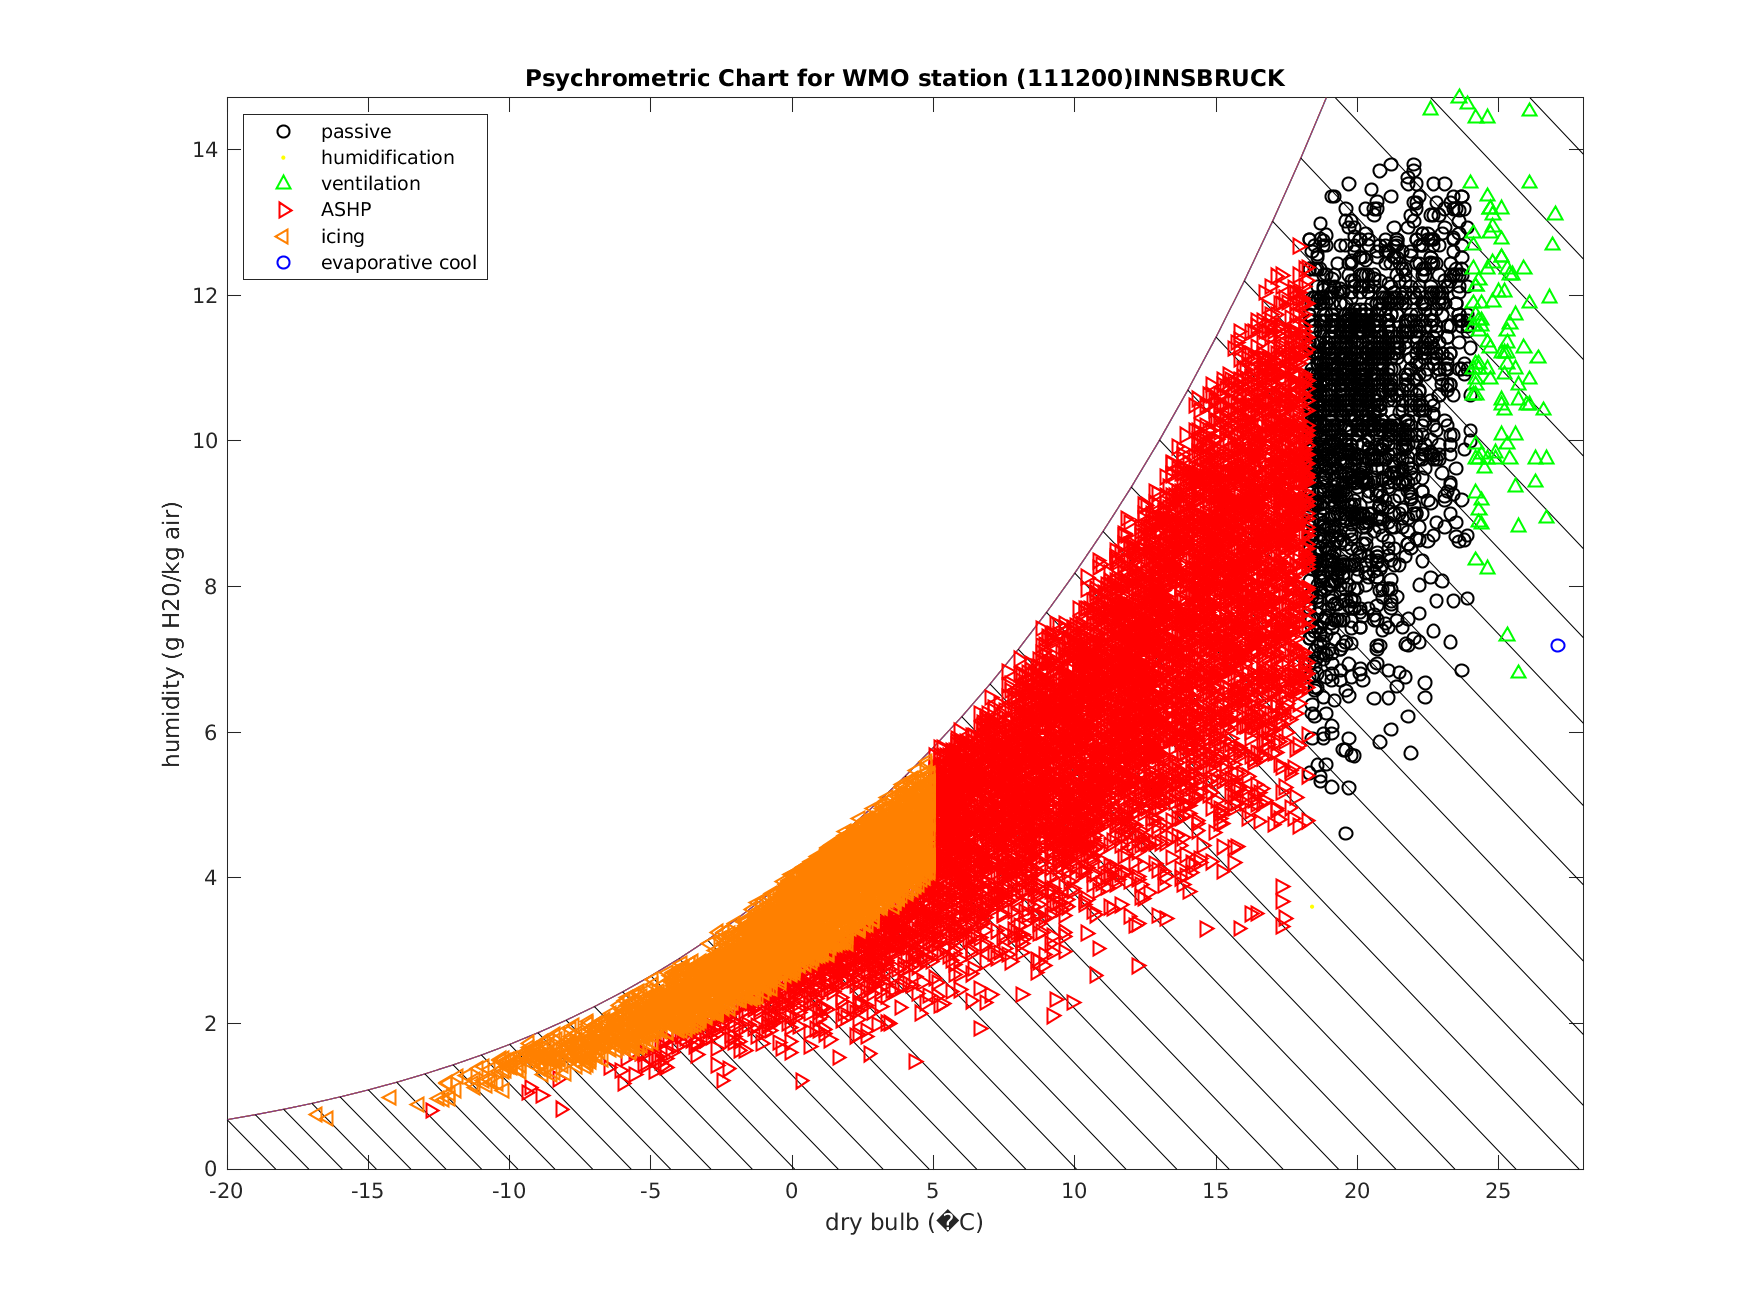 Psychrometric Chart for WMO station (111200)INNSBRUCK
passive
humidification
ventilation
ASHP
icing
evaporative cool
humidity (g H20/kg air)
14
12
10
8
6
4
2
0
-20 -15 -10 -5 0 5 10 15 20 25
dry bulb (�C)